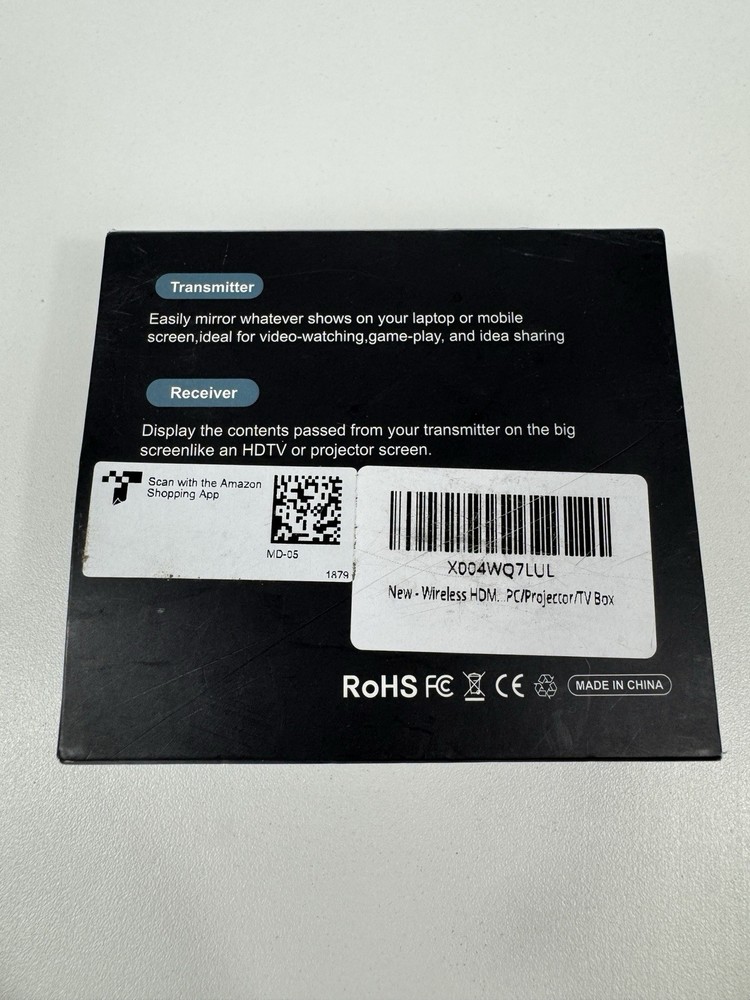 Transmitter
Easily mirror whatever shows on your laptop or mobile
screen,ideal for video-watching,game-play, and idea sharing
Receiver
Display the contents passed from your transmitter on the big
screenlike an HDTV or projector screen.
Scan with the Amazon
Shopping App
MD-05
1879
X004WQ7LUL
New - Wireless HDM...PC/Projector/TV Box
RoHS FC CE MADE IN CHINA